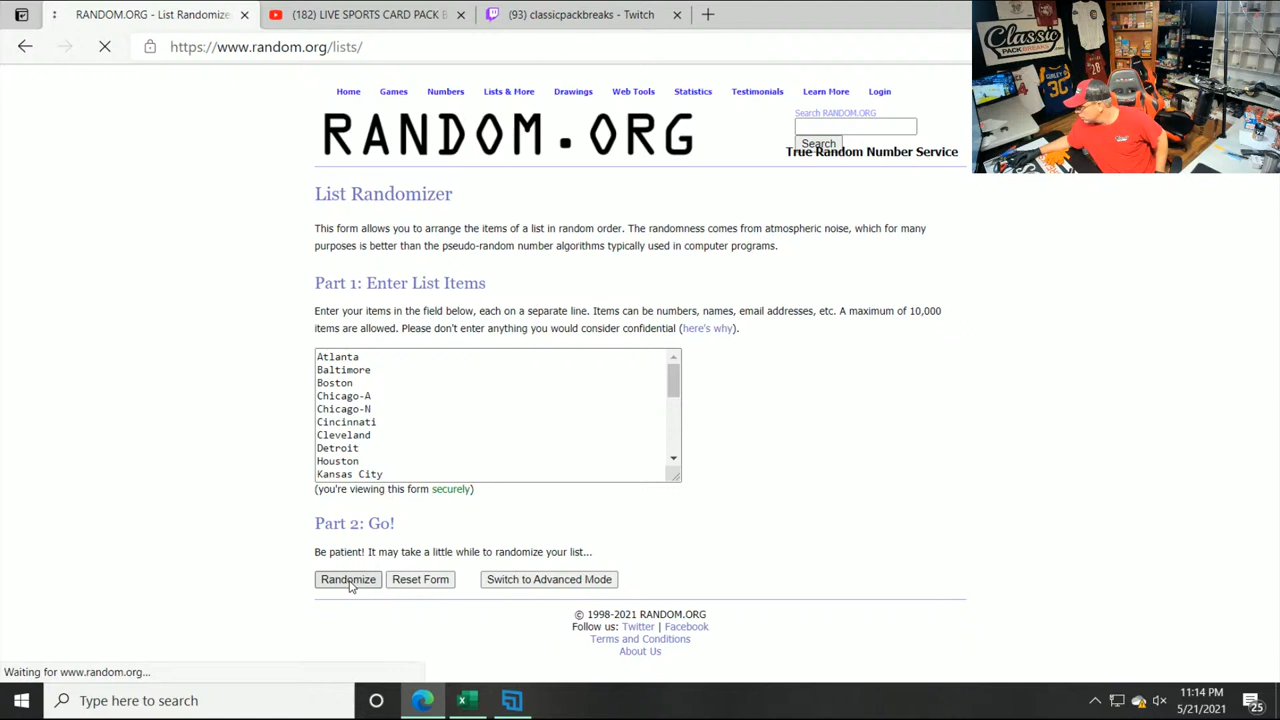 RANDOM.ORG - List Randomize
(182) LIVE SPORTS CARD PACK B
(93) classicpackbreaks - Twitch
https://www.random.org/lists/
Home Games Numbers Lists & More Drawings Web Tools Statistics Testimonials Learn More Login
Search RANDOM.ORG
Search
RANDOM.ORG
True Random Number Service
List Randomizer
This form allows you to arrange the items of a list in random order. The randomness comes from atmospheric noise, which for many
purposes is better than the pseudo-random number algorithms typically used in computer programs.
Part 1: Enter List Items
Enter your items in the field below, each on a separate line. Items can be numbers, names, email addresses, etc. A maximum of 10,000
items are allowed. Please don't enter anything you would consider confidential (here's why).
Atlanta
Baltimore
Boston
Chicago-A
Chicago-N
Cincinnati
Cleveland
Detroit
Houston
Kansas City
(you're viewing this form securely)
Part 2: Go!
Be patient! It may take a little while to randomize your list...
Randomize Reset Form Switch to Advanced Mode
© 1998-2021 RANDOM.ORG
Follow us: Twitter | Facebook
Terms and Conditions
About Us
Waiting for www.random.org...
Type here to search
11:14 PM
5/21/2021
25
Classic
PACK
BREAKS
GURLEY
30
28